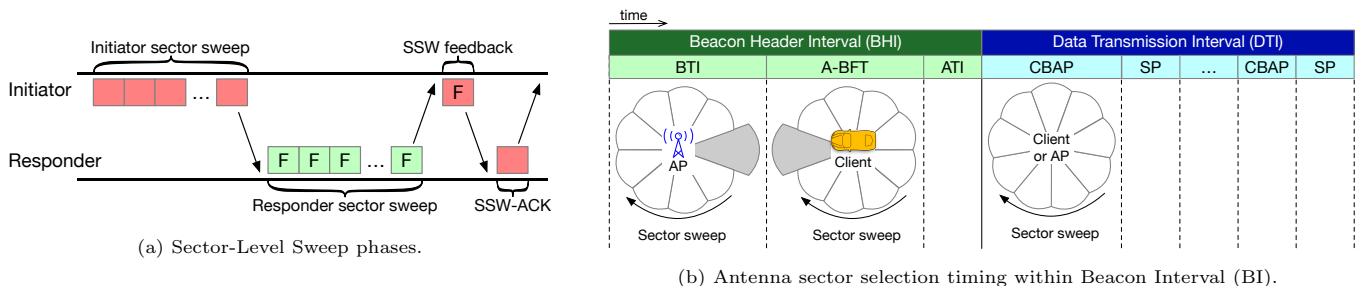 Initiator sector sweep
SSW feedback
Initiator
...
F
Responder
F F F ... F
Responder sector sweep
SSW-ACK
(a) Sector-Level Sweep phases.
time
Beacon Header Interval (BHI)
Data Transmission Interval (DTI)
BTI
A-BFT
ATI
CBAP
SP
...
CBAP
SP
AP
Client
Client
or AP
Sector sweep
Sector sweep
Sector sweep
(b) Antenna sector selection timing within Beacon Interval (BI).